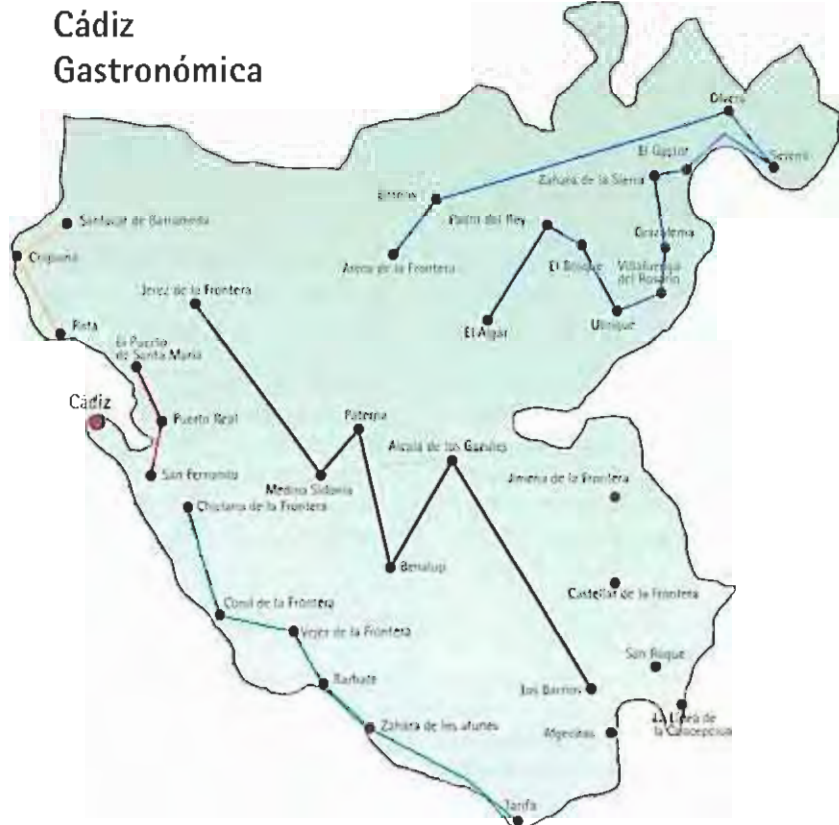 Cádiz
Gastronómica
Olvera
El Gastor
Setenil
Zahara de la Sierra
Bornos
Prado del Rey
Sanlucar de Barrameda
Grazalema
Chipiona
Arcos de la Frontera
El Bosque
Villaluenga
del Rosario
Jerez de la Frontera
El Algar
Ubrique
Rota
El Puerto
de Santa María
Cádiz
Puerto Real
Paterna
Alcala de los Gazules
San Fernando
Medina Sidonia
Jimena de la Frontera
Chiclana de la Frontera
Benalup
Castellar de la Frontera
Conil de la Frontera
Vejer de la Frontera
San Roque
Barbate
Los Barrios
Zahara de los atunes
Algeciras
La Línea de
la Concepcion
Tarifa